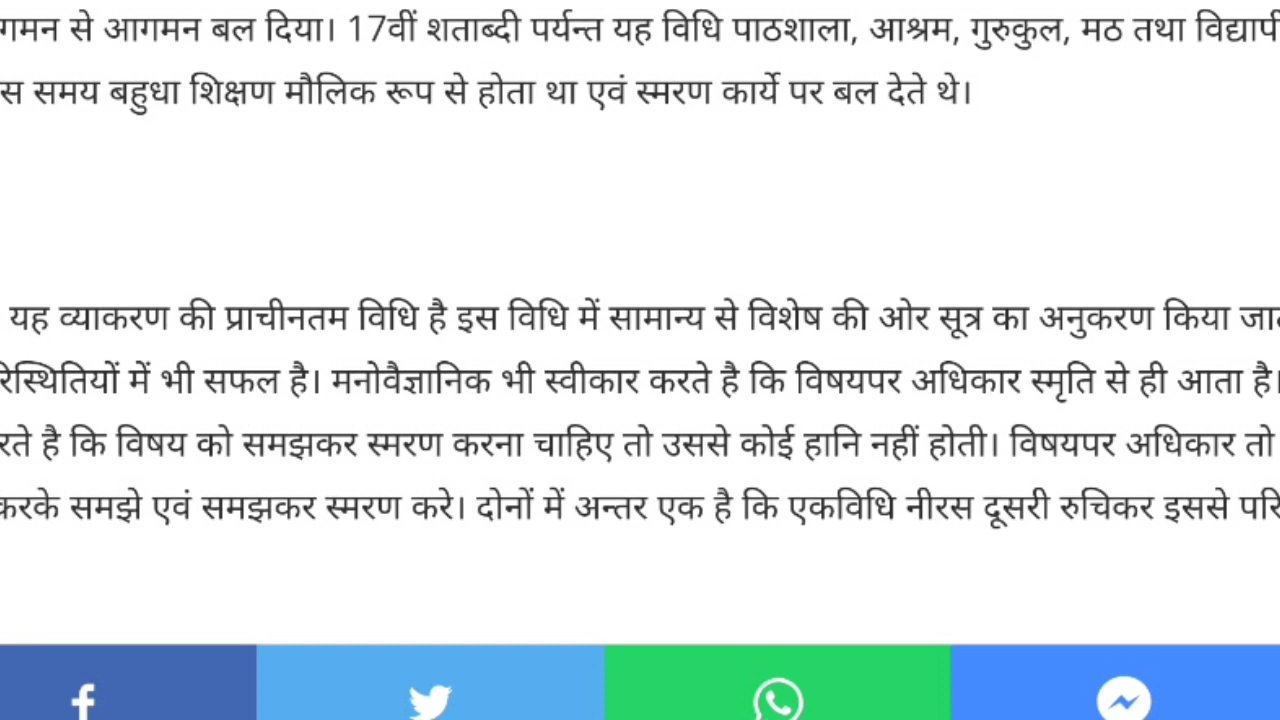 गमन से आगमन बल दिया। 17वीं शताब्दी पर्यन्त यह विधि पाठशाला, आश्रम, गुरुकुल, मठ तथा
समय बहुधा शिक्षण मौलिक रूप से होता था एवं स्मरण कार्ये पर बल देते थे।
यह व्याकरण की प्राचीनतम विधि है इस विधि में सामान्य से विशेष की ओर सूत्र का अनुकरण किया
रिस्थितियों में भी सफल है। मनोवैज्ञानिक भी स्वीकार करते है कि विषयपर अधिकार स्मृति से ही आता है।
रते है कि विषय को समझकर स्मरण करना चाहिए तो उससे कोई हानि नहीं होती। विषयपर अधिकार तो
करके समझे एवं समझकर स्मरण करे। दोनों में अन्तर एक है कि एकविधि नीरस दूसरी रुचिकर इससे